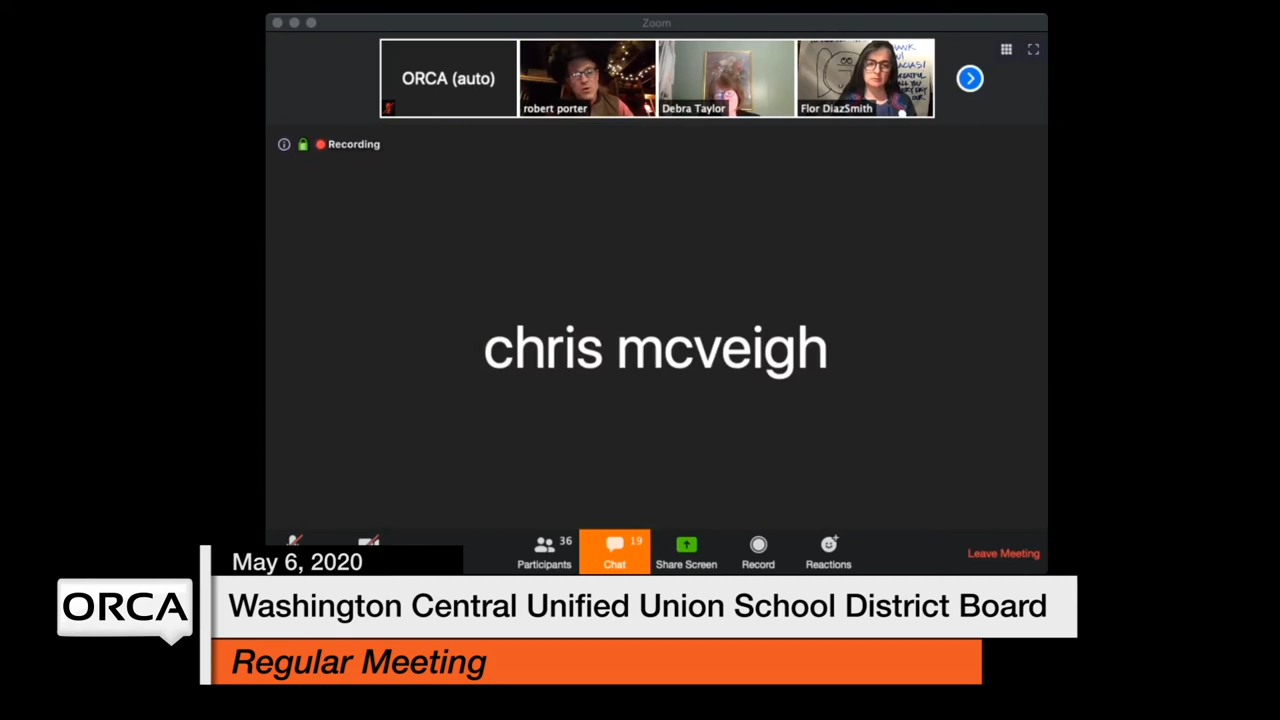 Zoom
ORCA (auto)
robert porter
Debra Taylor
Flor DiazSmith
Recording
chris mcveigh
36
19
Participants
Chat
Share Screen
Record
Reactions
Leave Meeting
May 6, 2020
ORCA
Washington Central Unified Union School District Board
Regular Meeting